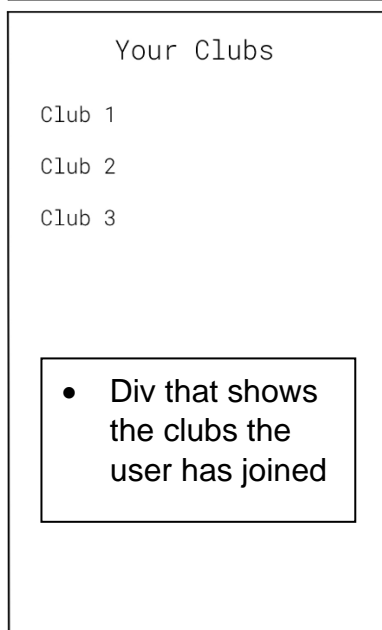 Your Clubs
Club 1
Club 2
Club 3
• Div that shows
the clubs the
user has joined